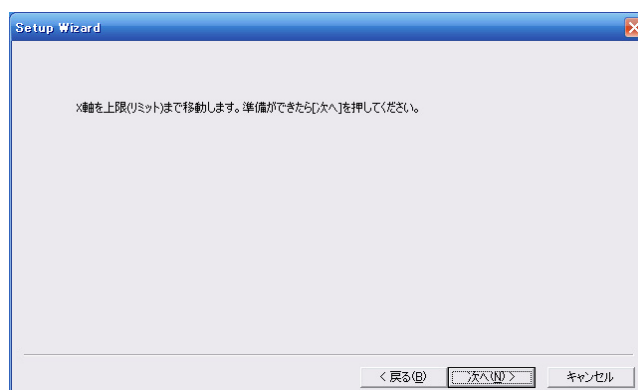 Setup Wizard
X軸を上限(リミット)まで移動します。準備ができたら[次へ]を押してください。
< 戻る(B)
次へ(N) >
キャンセル